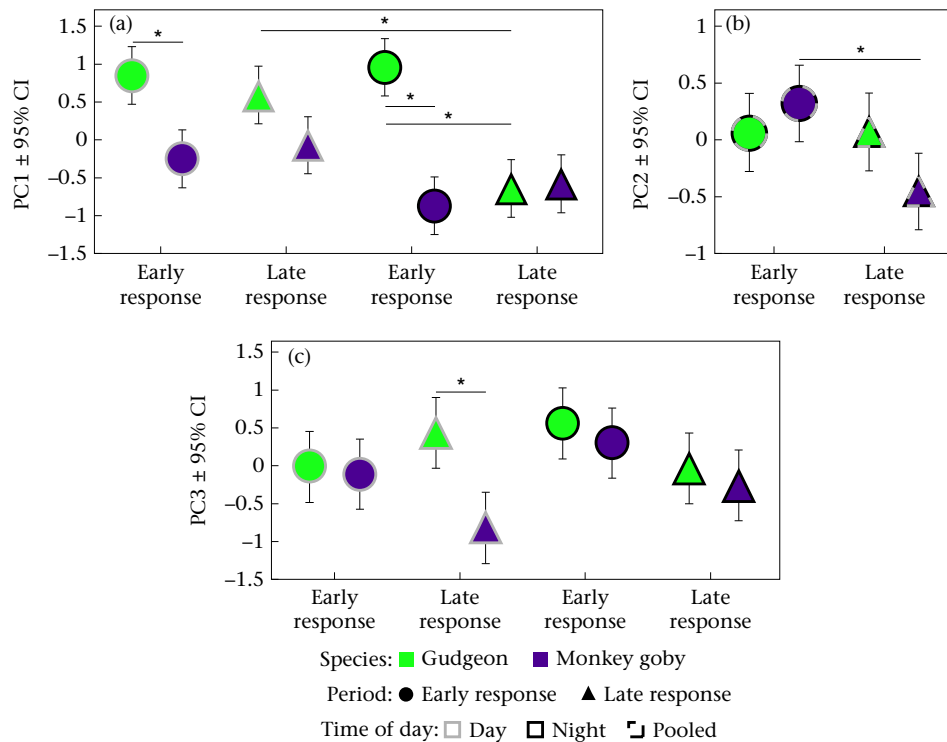 (a)
PC1 ± 95% CI
1.5
1
0.5
0
−0.5
−1
−1.5
*
*
*
*
Early
response
Late
response
Early
response
Late
response
(b)
PC2 ± 95% CI
1
0.5
0
−0.5
−1
*
Early
response
Late
response
(c)
PC3 ± 95% CI
1.5
1
0.5
0
−0.5
−1
−1.5
*
Early
response
Late
response
Early
response
Late
response
Species: Gudgeon Monkey goby
Period: Early response Late response
Time of day: Day Night Pooled